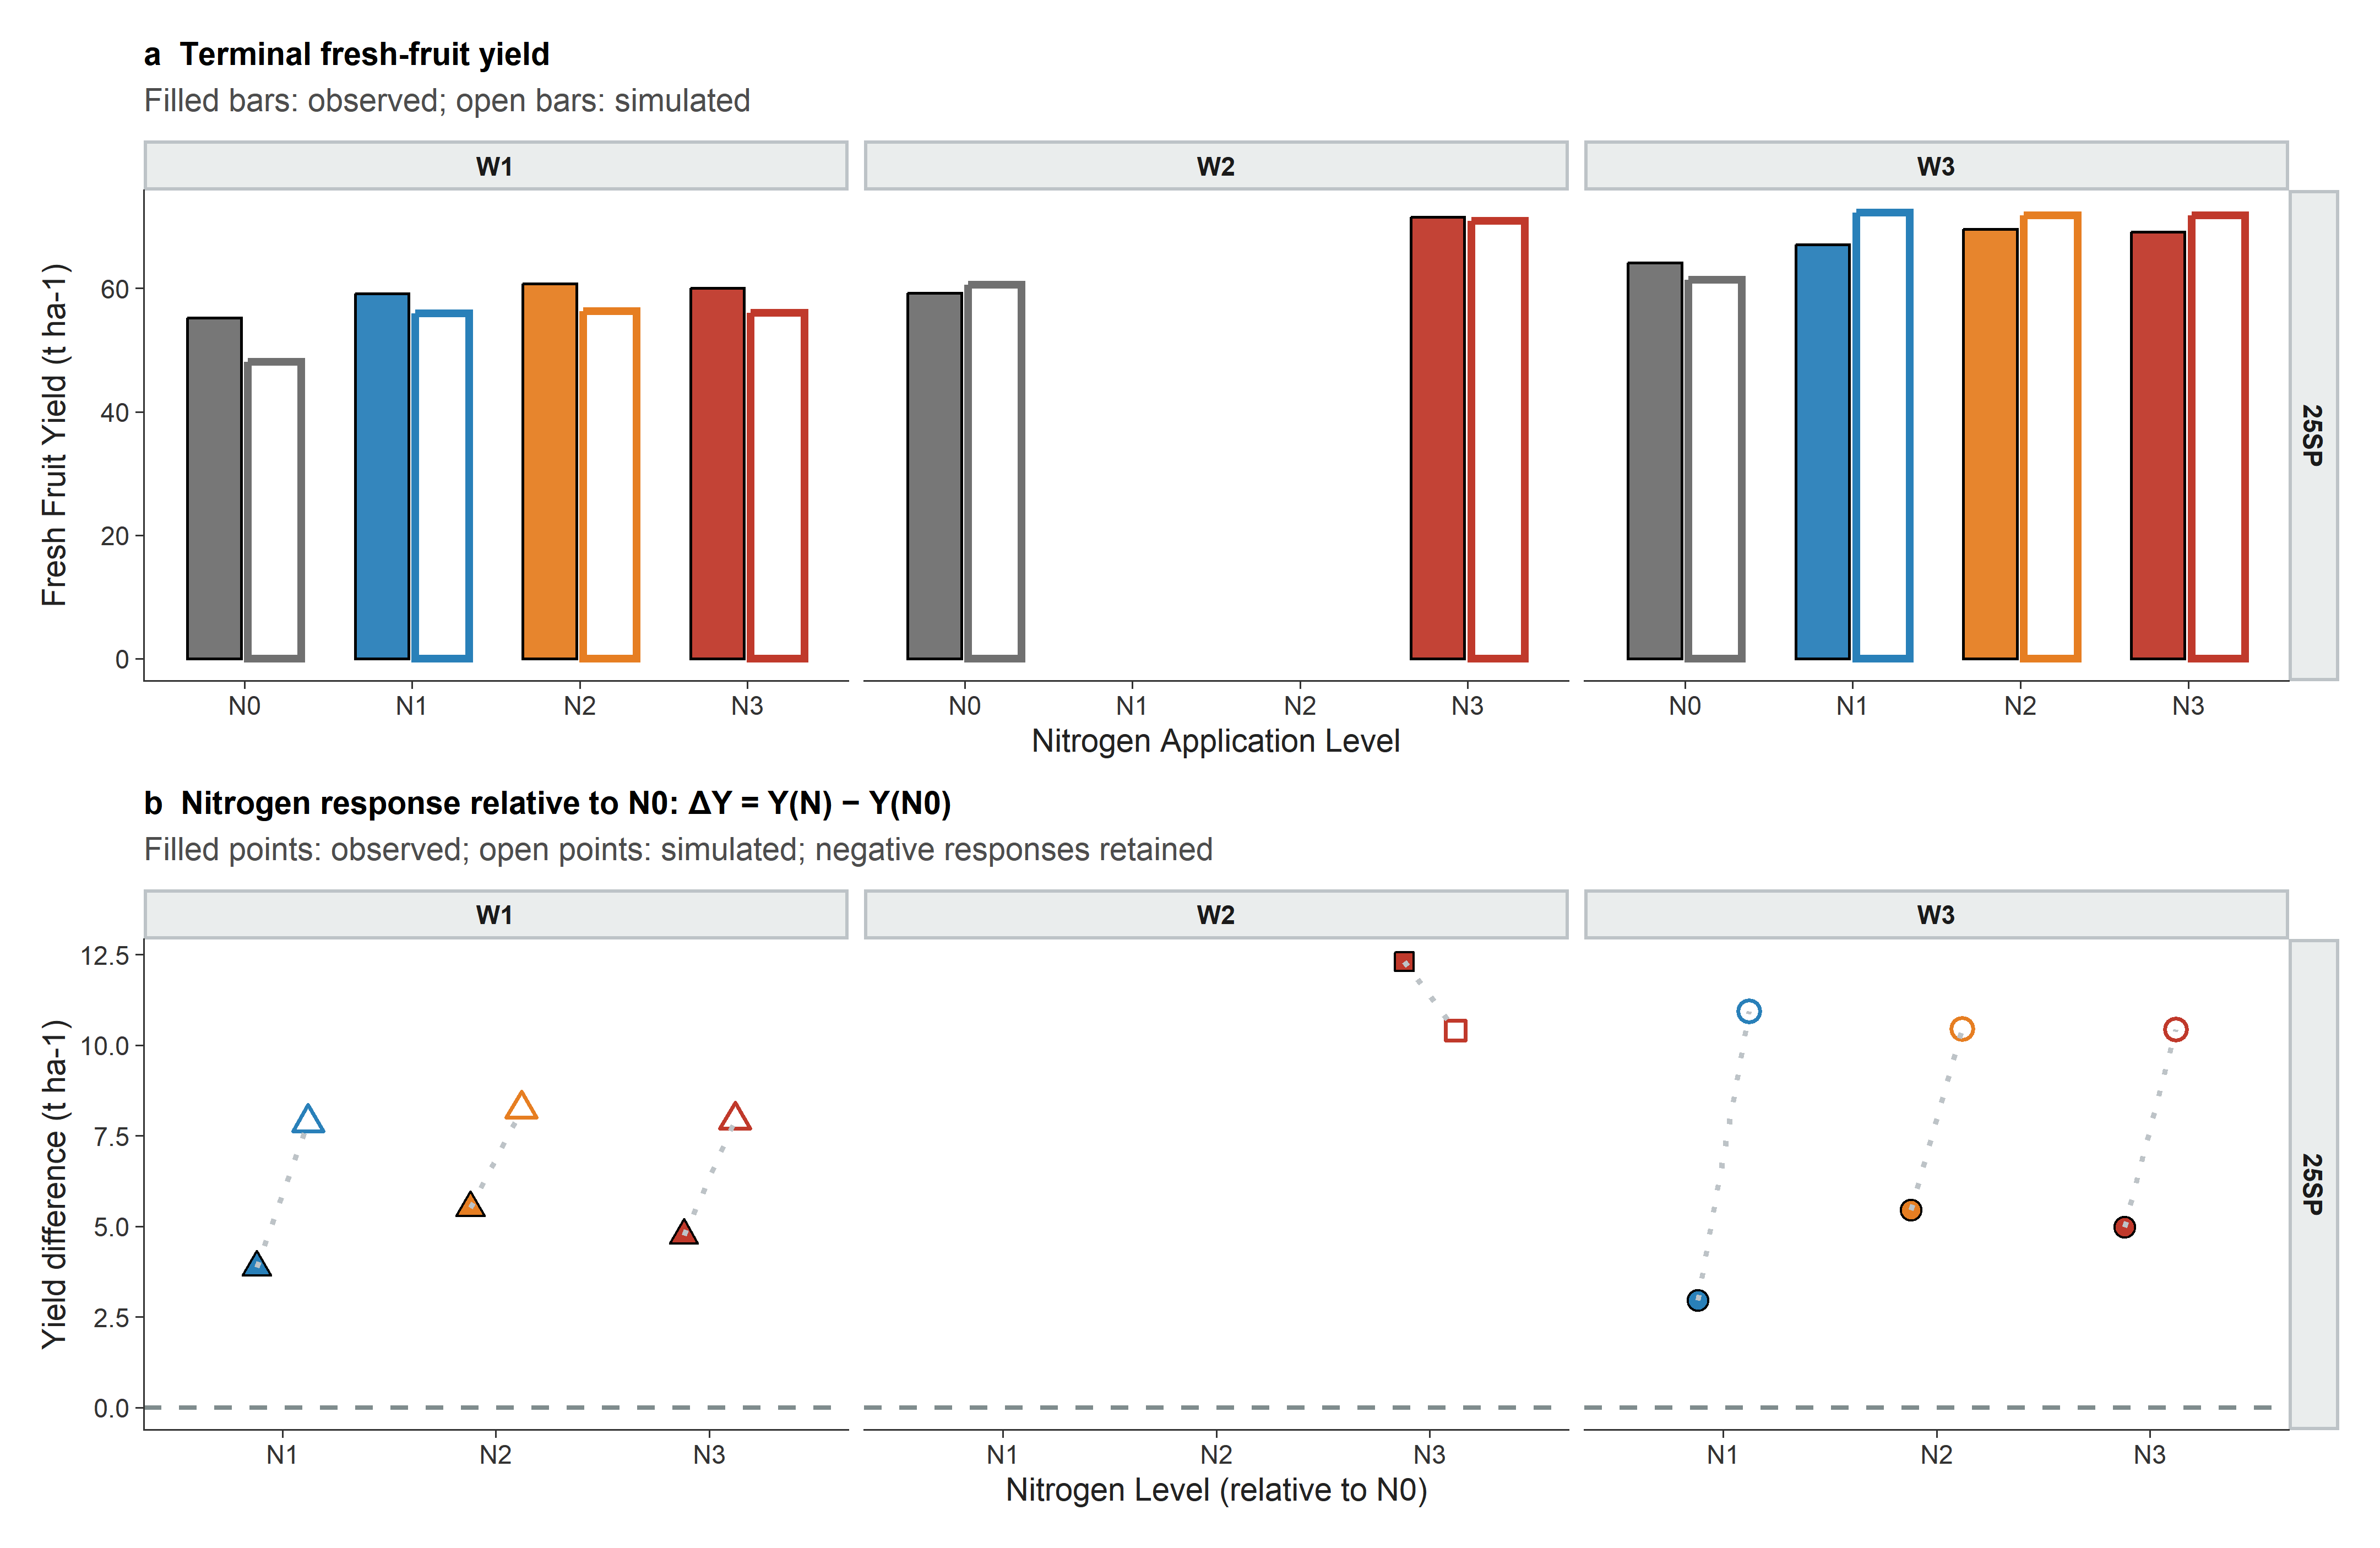 a  Terminal fresh-fruit yield
Filled bars: observed; open bars: simulated
W1 W2 W3
Fresh Fruit Yield (t ha-1)
60
40
20
0
25SP
N0 N1 N2 N3 N0 N1 N2 N3 N0 N1 N2 N3
Nitrogen Application Level
b  Nitrogen response relative to N0: ΔY = Y(N) − Y(N0)
Filled points: observed; open points: simulated; negative responses retained
W1 W2 W3
Yield difference (t ha-1)
12.5
10.0
7.5
5.0
2.5
0.0
25SP
N1 N2 N3 N1 N2 N3 N1 N2 N3
Nitrogen Level (relative to N0)